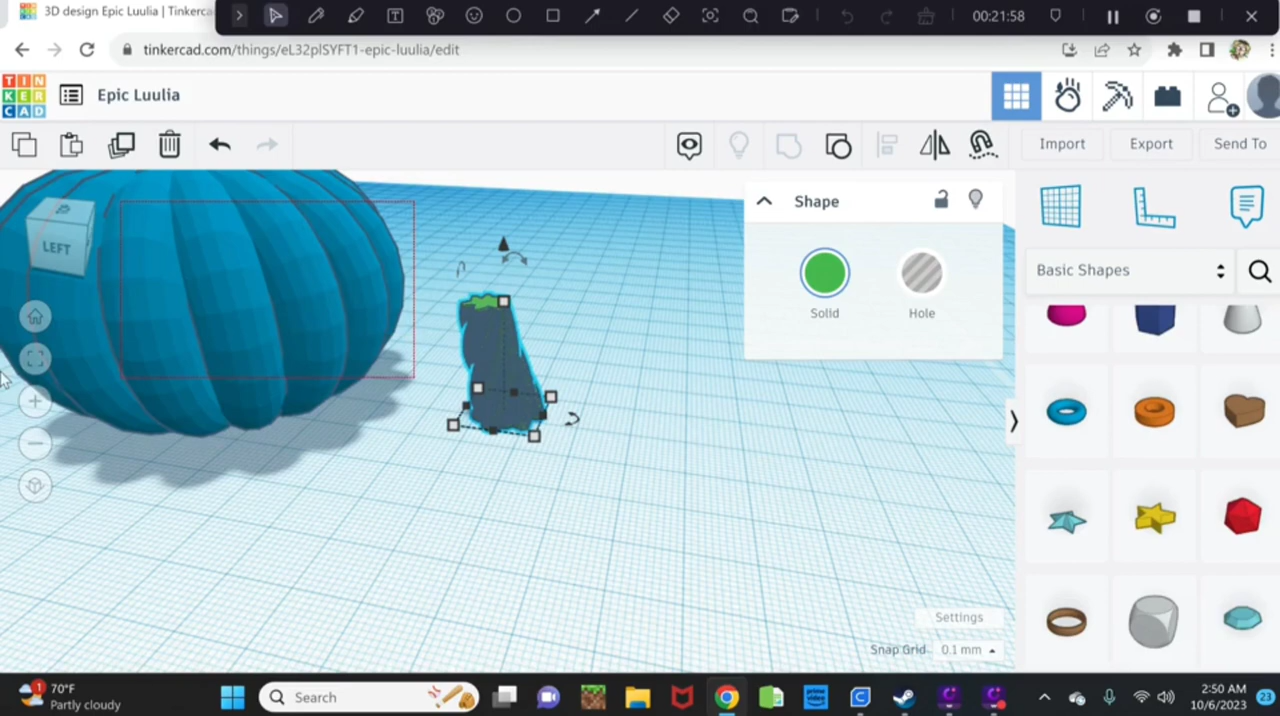 3D design Epic Luulia | Tinkerca
00:21:58
tinkercad.com/things/eL32plSYFT1-epic-luulia/edit
TIN
KER
CAD
Epic Luulia
Import
Export
Send To
Shape
Solid
Hole
LEFT
Basic Shapes
Settings
Snap Grid
0.1 mm
1
70°F
Partly cloudy
Search
2:50 AM
10/6/2023
23